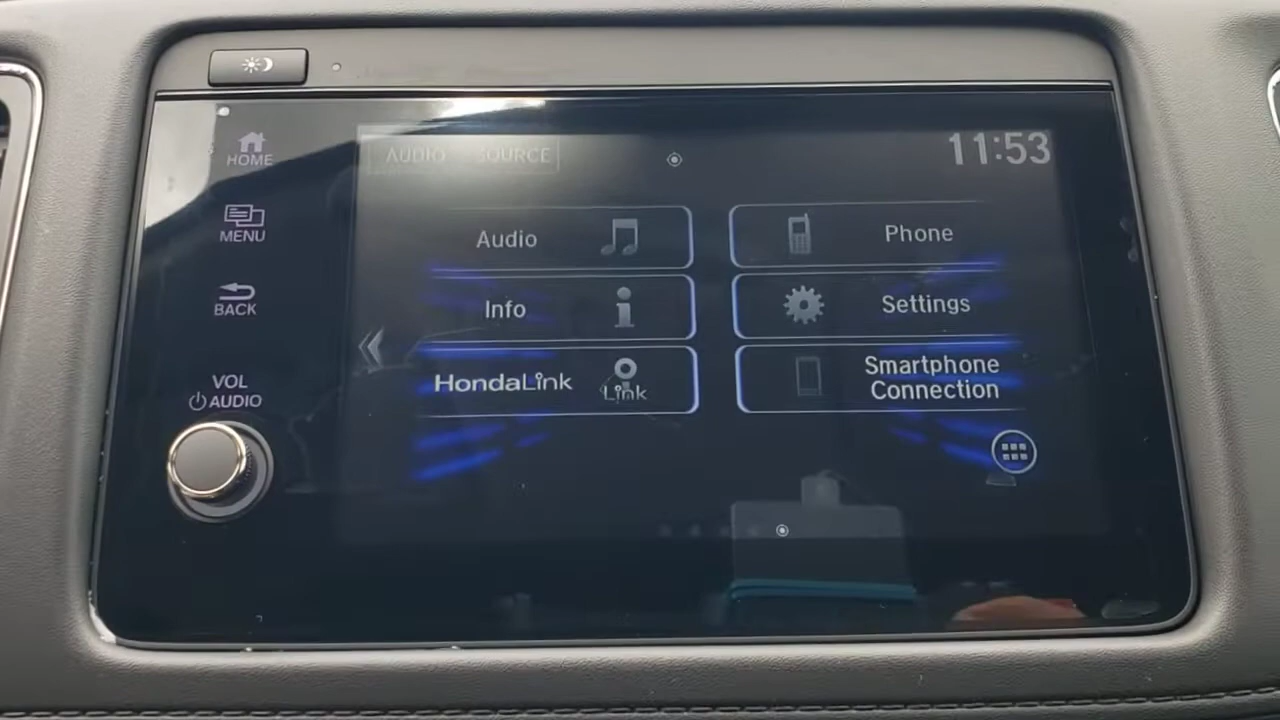 HOME
MENU
BACK
VOL
AUDIO
AUDIO SOURCE
11:53
Audio
Phone
Info
Settings
HondaLink
Link
Smartphone
Connection